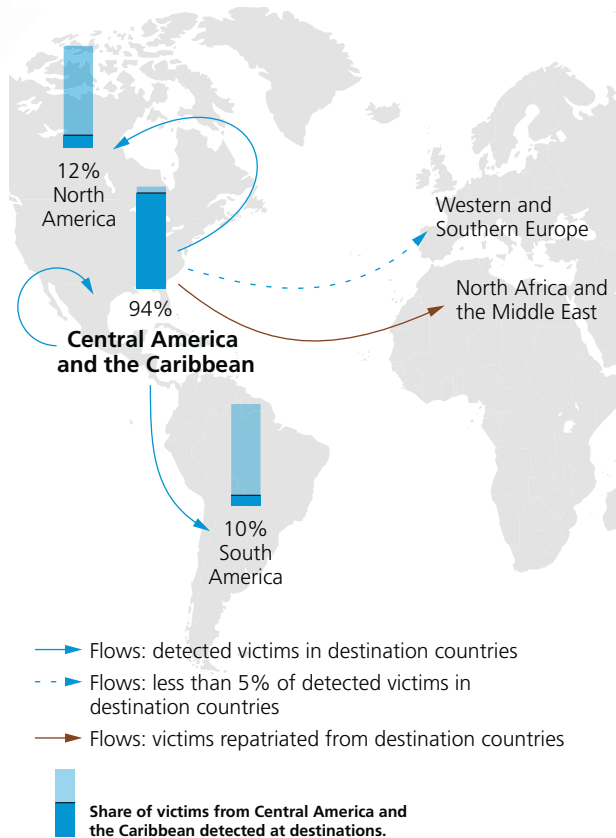 12%
North
America
94%
Central America
and the Caribbean
Western and
Southern Europe
North Africa and
the Middle East
10%
South
America
Flows: detected victims in destination countries
Flows: less than 5% of detected victims in
destination countries
Flows: victims repatriated from destination countries
Share of victims from Central America and
the Caribbean detected at destinations.